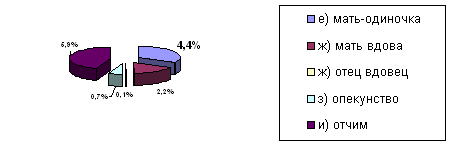 5,9%
4,4%
0,7%
0,1%
2,2%
е) мать-одиночка
ж) мать вдова
ж) отец вдовец
з) опекунство
и) отчим